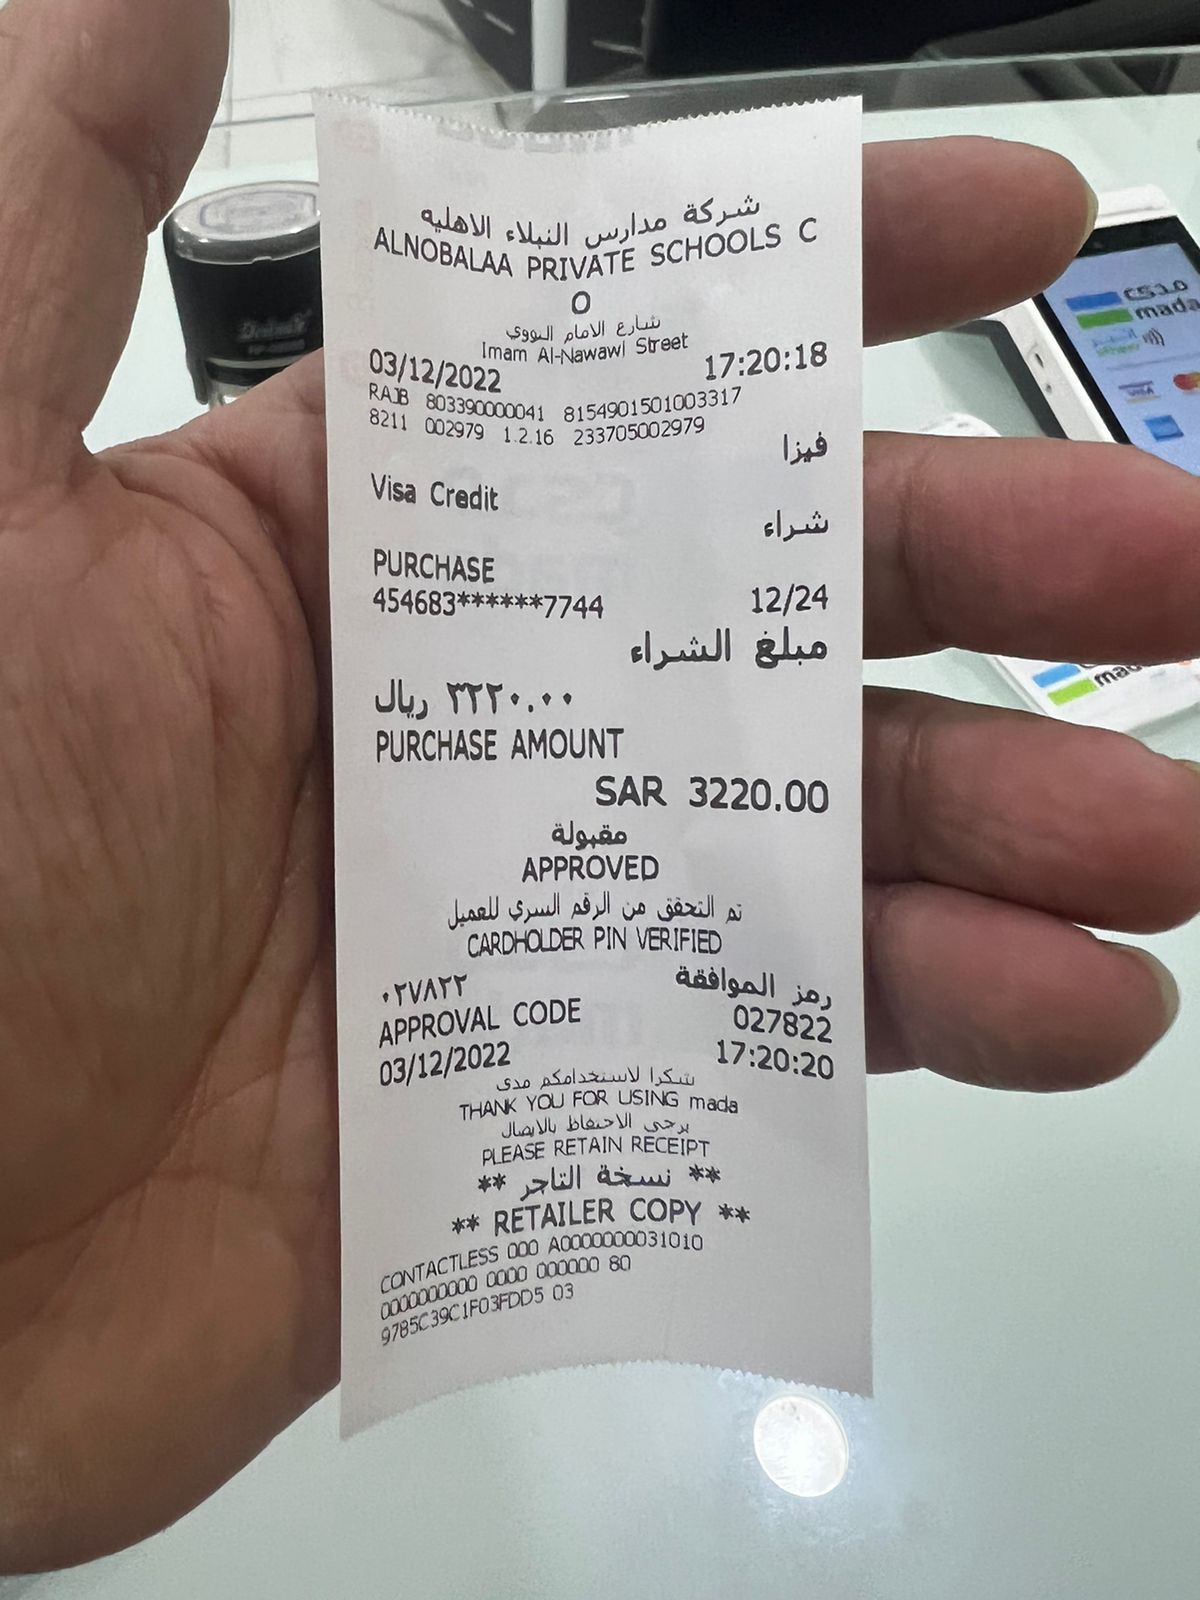 شركة مدارس النبلاء الاهليه
ALNOBALAA PRIVATE SCHOOLS C
O
شارع الامام النووي
Imam Al-Nawawi Street
03/12/2022 17:20:18
RAJB 803390000041 8154901501003317
8211 002979 1.2.16 233705002979
فيزا
Visa Credit
شراء
PURCHASE
454683******7744 12/24
مبلغ الشراء
٣٢٢٠.٠٠ ريال
PURCHASE AMOUNT
SAR 3220.00
مقبولة
APPROVED
تم التحقق من الرقم السري للعميل
CARDHOLDER PIN VERIFIED
رمز الموافقة ٠٢٧٨٢٢
APPROVAL CODE 027822
03/12/2022 17:20:20
شكرا لاستخدامكم مدى
THANK YOU FOR USING mada
يرجى الاحتفاظ بالايصال
PLEASE RETAIN RECEIPT
** نسخة التاجر **
** RETAILER COPY **
CONTACTLESS 000 A0000000031010
0000000000 0000 000000 80
9785C39C1F03FDD5 03
مدى
mada
VISA
mada